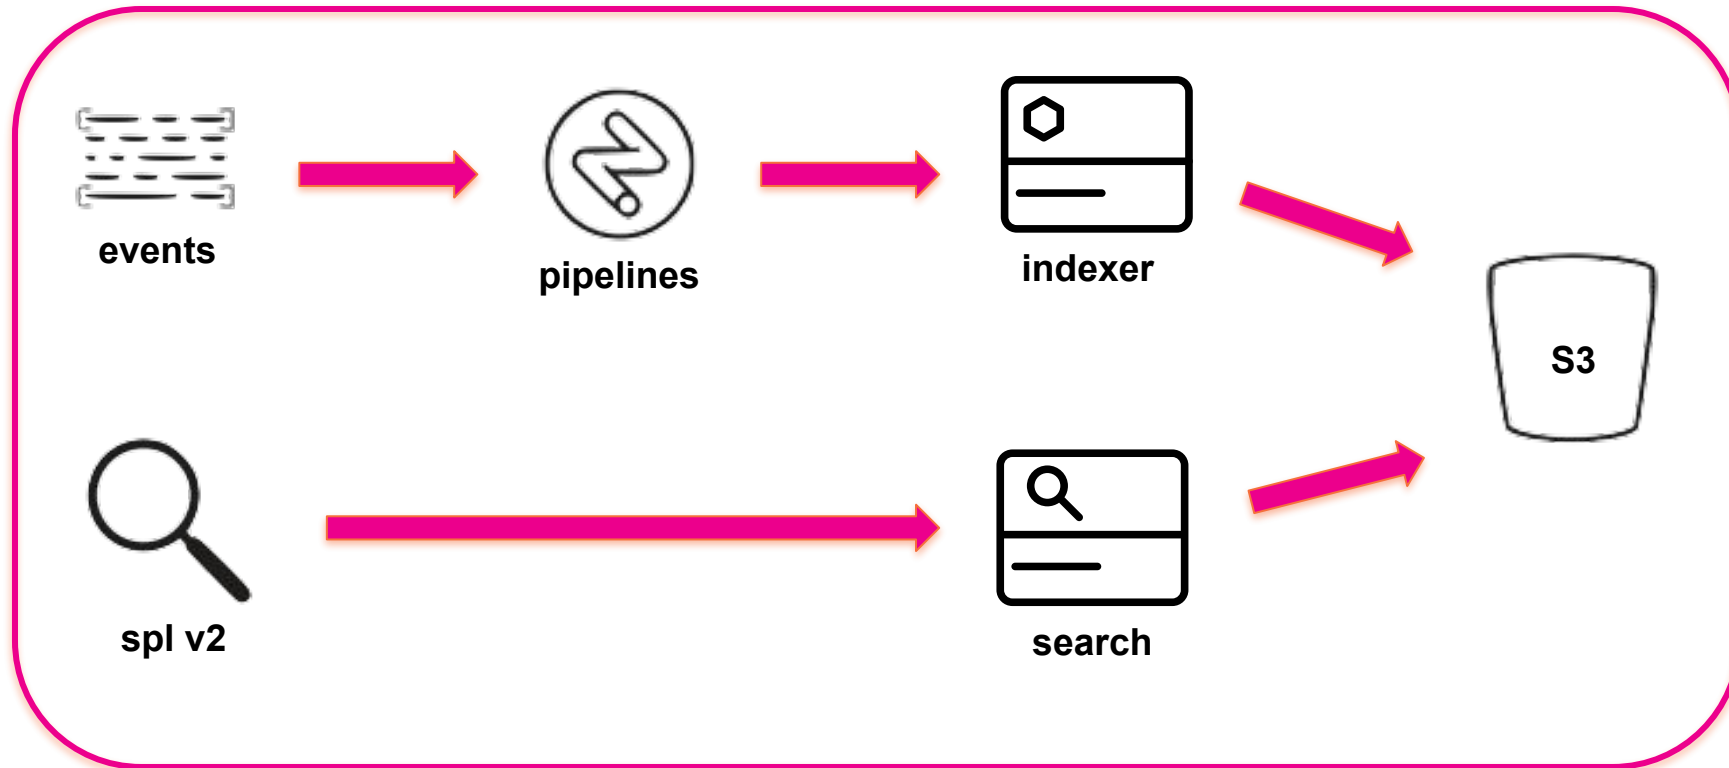 events
pipelines
indexer
S3
spl v2
search